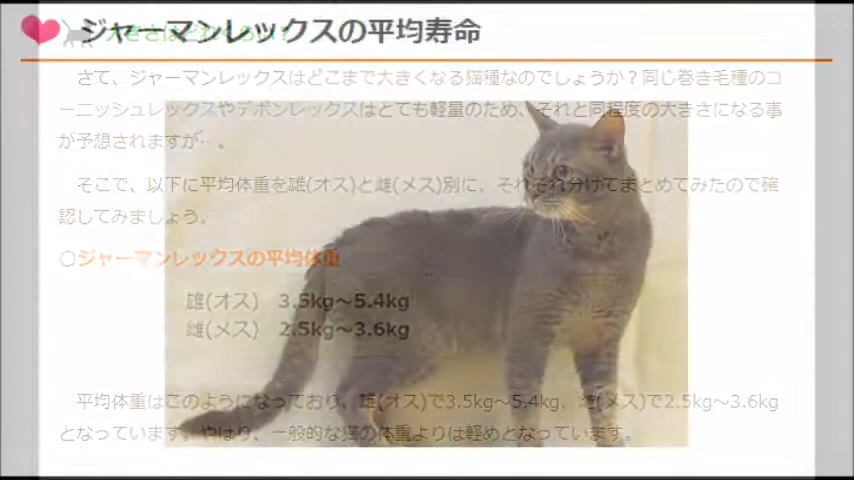 ジャーマンレックスの平均寿命
大きさはどれくらい？
さて、ジャーマンレックスはどこまで大きくなる猫種なのでしょうか？同じ巻き毛種のコ
ーニッシュレックスやデボンレックスはとても軽量のため、それと同程度の大きさになる事
が予想されますが…。
そこで、以下に平均体重を雄(オス)と雌(メス)別に、それぞれ分けてまとめてみたので確
認してみましょう。
○ジャーマンレックスの平均体重
雄(オス) 3.5kg～5.4kg
雌(メス) 2.5kg～3.6kg
平均体重はこのようになっており、雄(オス)で3.5kg～5.4kg、雌(メス)で2.5kg～3.6kg
となっています。やはり、一般的な猫の体重よりは軽めとなっています。